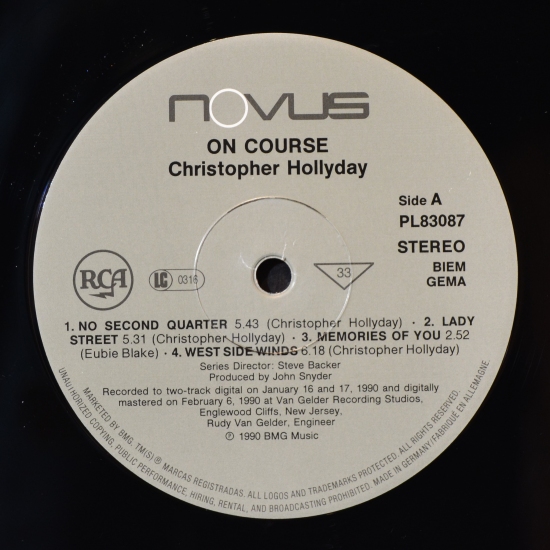 NOVUS
ON COURSE
Christopher Hollyday
Side A
PL83087
STEREO
BIEM
GEMA
RCA
LC 0316
33
1. NO SECOND QUARTER 5.43 (Christopher Hollyday) · 2. LADY
STREET 5.31 (Christopher Hollyday) · 3. MEMORIES OF YOU 2.52
(Eubie Blake) · 4. WEST SIDE WINDS 6.18 (Christopher Hollyday)
Series Director: Steve Backer
Produced by John Snyder
Recorded to two-track digital on January 16 and 17, 1990 and digitally
mastered on February 6, 1990 at Van Gelder Recording Studios,
Englewood Cliffs, New Jersey,
Rudy Van Gelder, Engineer
℗ 1990 BMG Music
MARKETED BY BMG. TM(S)® MARCAS REGISTRADAS. ALL LOGOS AND TRADEMARKS PROTECTED. ALL RIGHTS RESERVED.
UNAUTHORIZED COPYING, PUBLIC PERFORMANCE, HIRING, RENTAL, AND BROADCASTING PROHIBITED. MADE IN GERMANY/FABRIQUE EN ALLEMAGNE